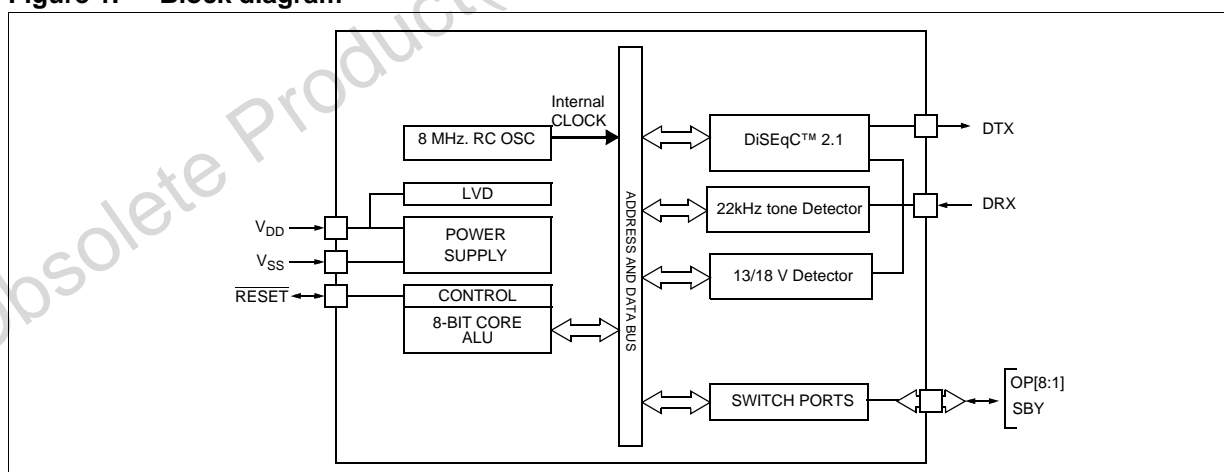 Figure 1. Block diagram
Obsolete Product(
Internal
CLOCK
8 MHz. RC OSC
LVD
POWER
SUPPLY
CONTROL
8-BIT CORE
ALU
VDD
VSS
RESET
ADDRESS AND DATA BUS
DiSEqC™ 2.1
22kHz tone Detector
13/18 V Detector
SWITCH PORTS
DTX
DRX
OP[8:1]
SBY